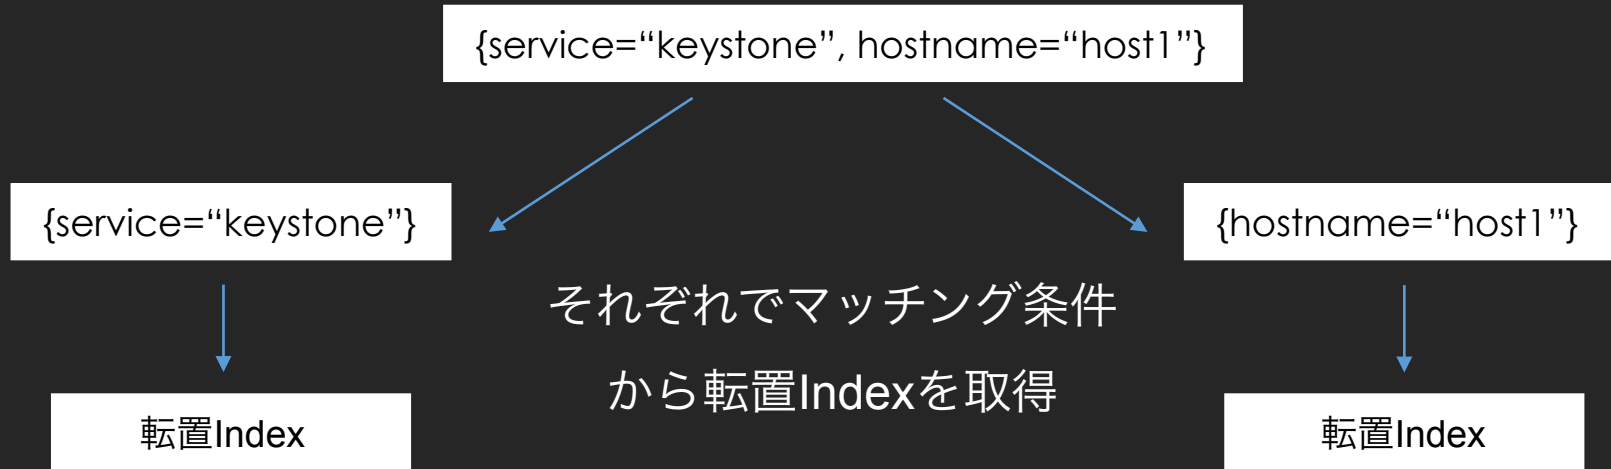 {service=“keystone”, hostname=“host1”}
{service=“keystone”}
{hostname=“host1”}
それぞれでマッチング条件
から転置Indexを取得
転置Index
転置Index